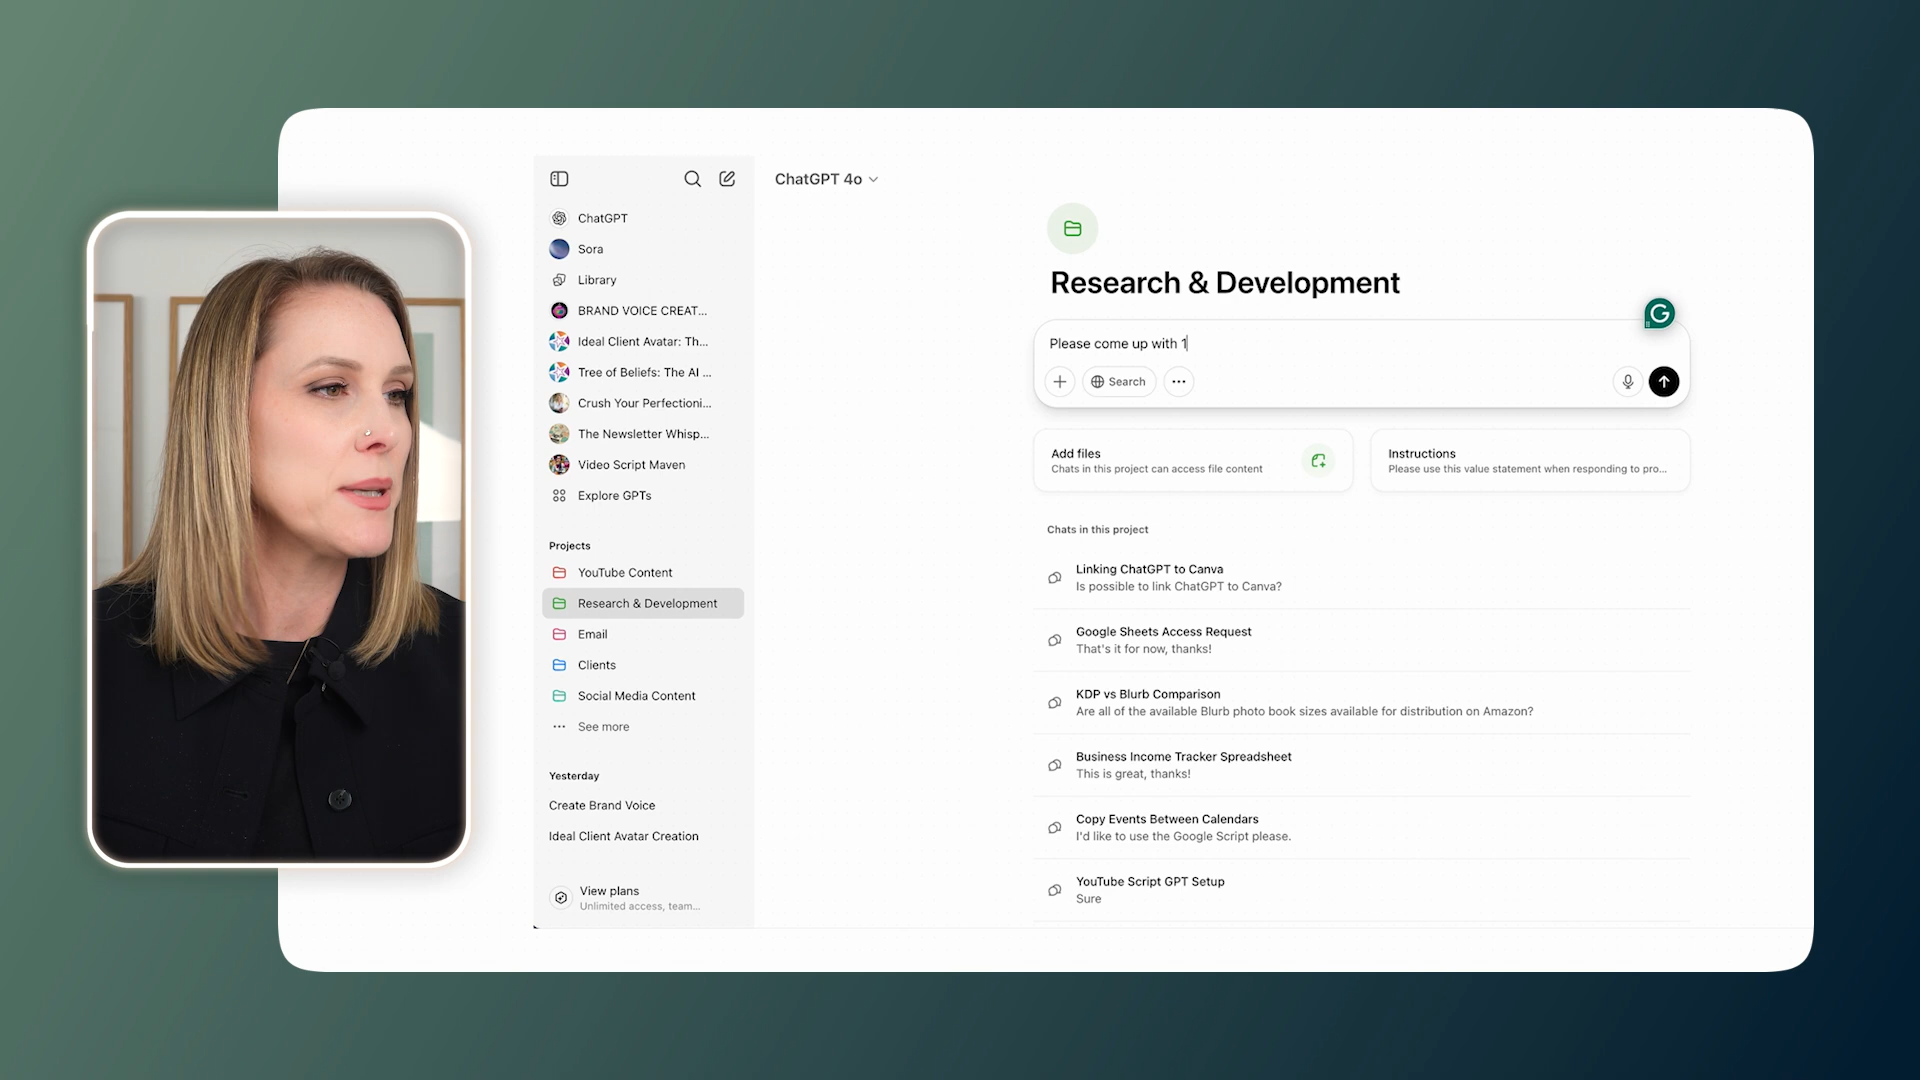 ChatGPT
Sora
Library
BRAND VOICE CREAT...
Ideal Client Avatar: Th...
Tree of Beliefs: The AI ...
Crush Your Perfectioni...
The Newsletter Whisp...
Video Script Maven
Explore GPTs
Projects
YouTube Content
Research & Development
Email
Clients
Social Media Content
See more
Yesterday
Create Brand Voice
Ideal Client Avatar Creation
View plans
Unlimited access, team...
ChatGPT 4o
Research & Development
G
Please come up with 1
Search
Add files
Chats in this project can access file content
Instructions
Please use this value statement when responding to pro...
Chats in this project
Linking ChatGPT to Canva
Is possible to link ChatGPT to Canva?
Google Sheets Access Request
That's it for now, thanks!
KDP vs Blurb Comparison
Are all of the available Blurb photo book sizes available for distribution on Amazon?
Business Income Tracker Spreadsheet
This is great, thanks!
Copy Events Between Calendars
I'd like to use the Google Script please.
YouTube Script GPT Setup
Sure